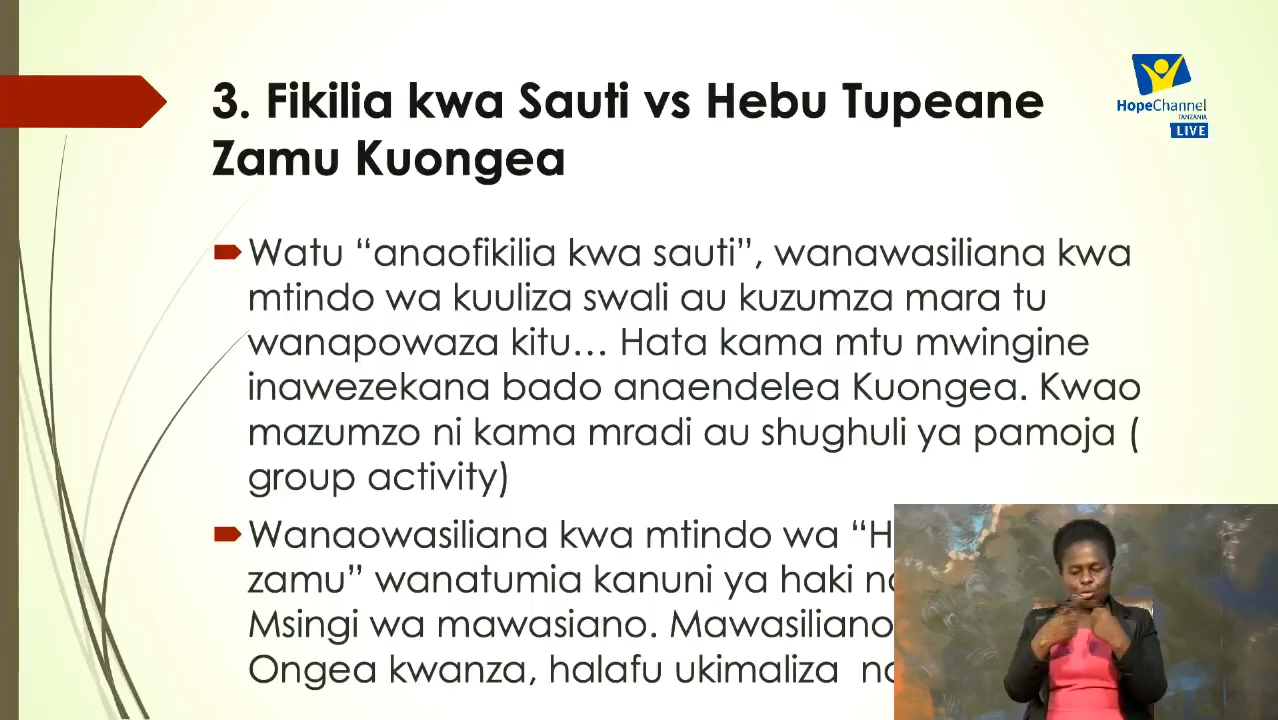 3. Fikilia kwa Sauti vs Hebu Tupeane
Zamu Kuongea
HopeChannel
TANZANIA
LIVE
Watu “anaofikilia kwa sauti”, wanawasiliana kwa
mtindo wa kuuliza swali au kuzumza mara tu
wanapowaza kitu… Hata kama mtu mwingine
inawezekana bado anaendelea Kuongea. Kwao
mazumzo ni kama mradi au shughuli ya pamoja (
group activity)
Wanaowasiliana kwa mtindo wa
zamu” wanatumia kanuni ya haki
Msingi wa mawasiano. Mawasiliano
Ongea kwanza, halafu ukimaliza